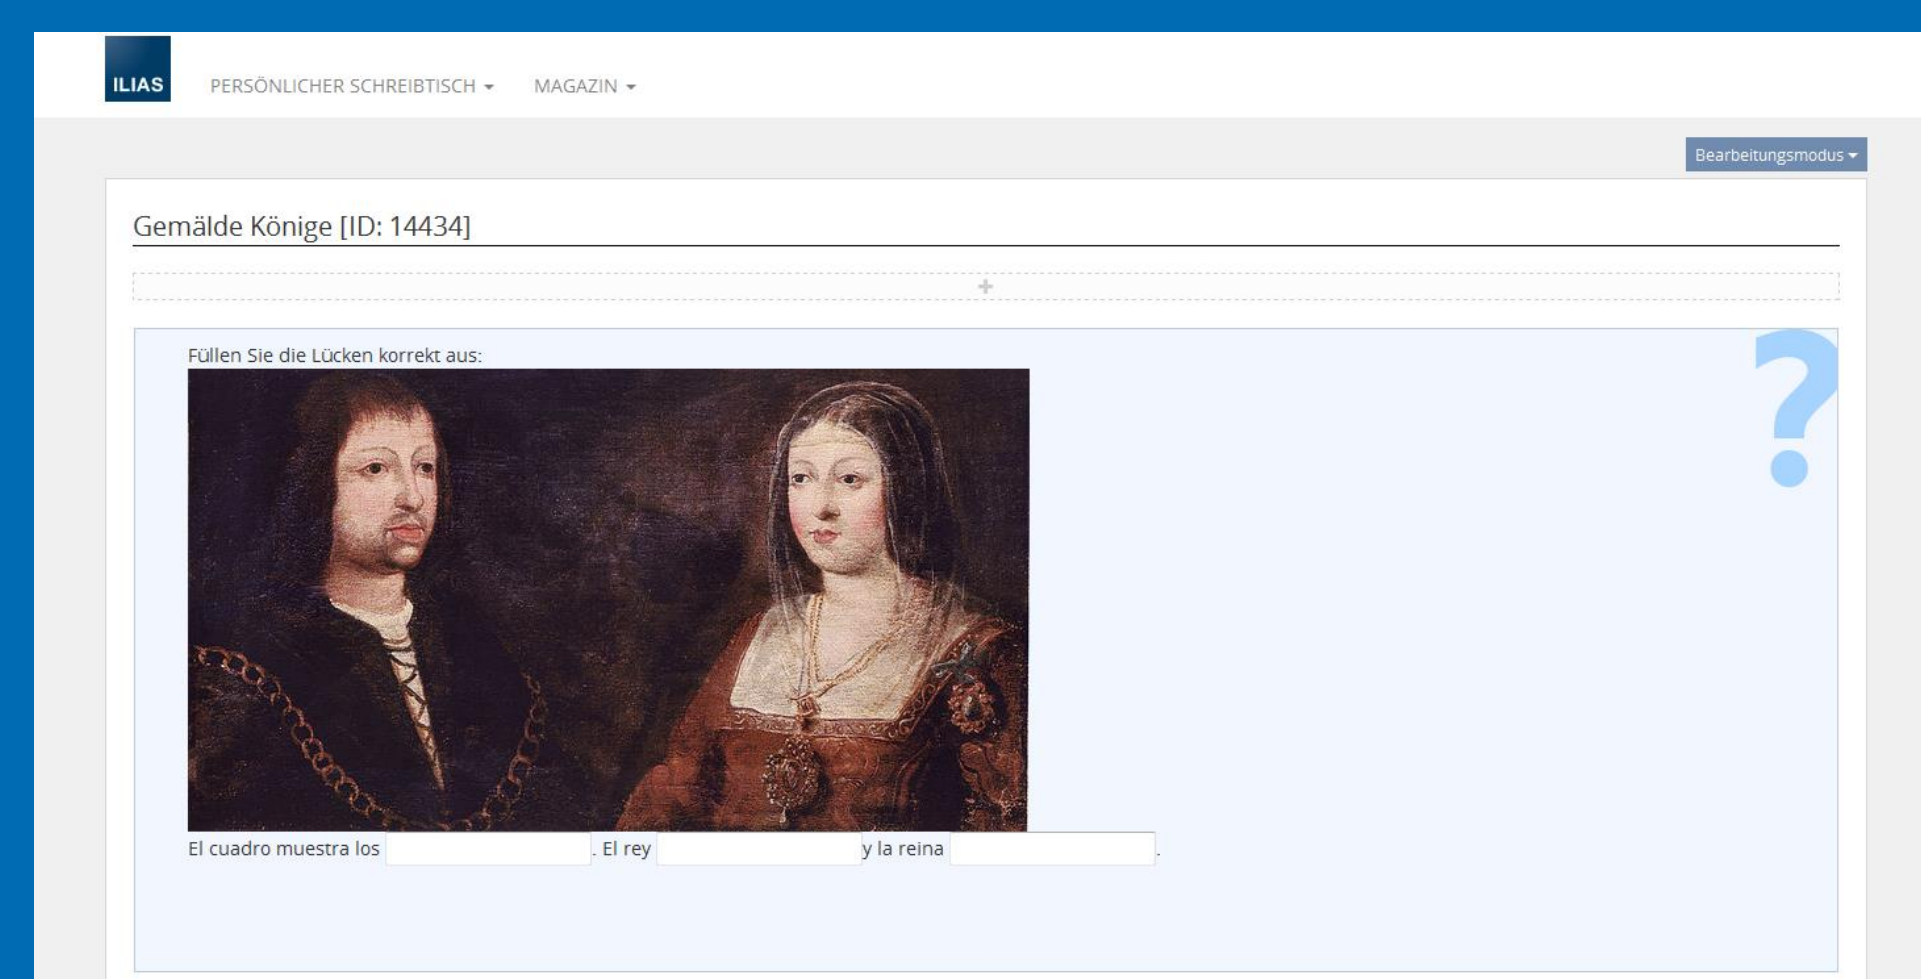 ILIAS
PERSÖNLICHER SCHREIBTISCH
MAGAZIN
Bearbeitungsmodus
Gemälde Könige [ID: 14434]
+
Füllen Sie die Lücken korrekt aus:
?
El cuadro muestra los . El rey y la reina .